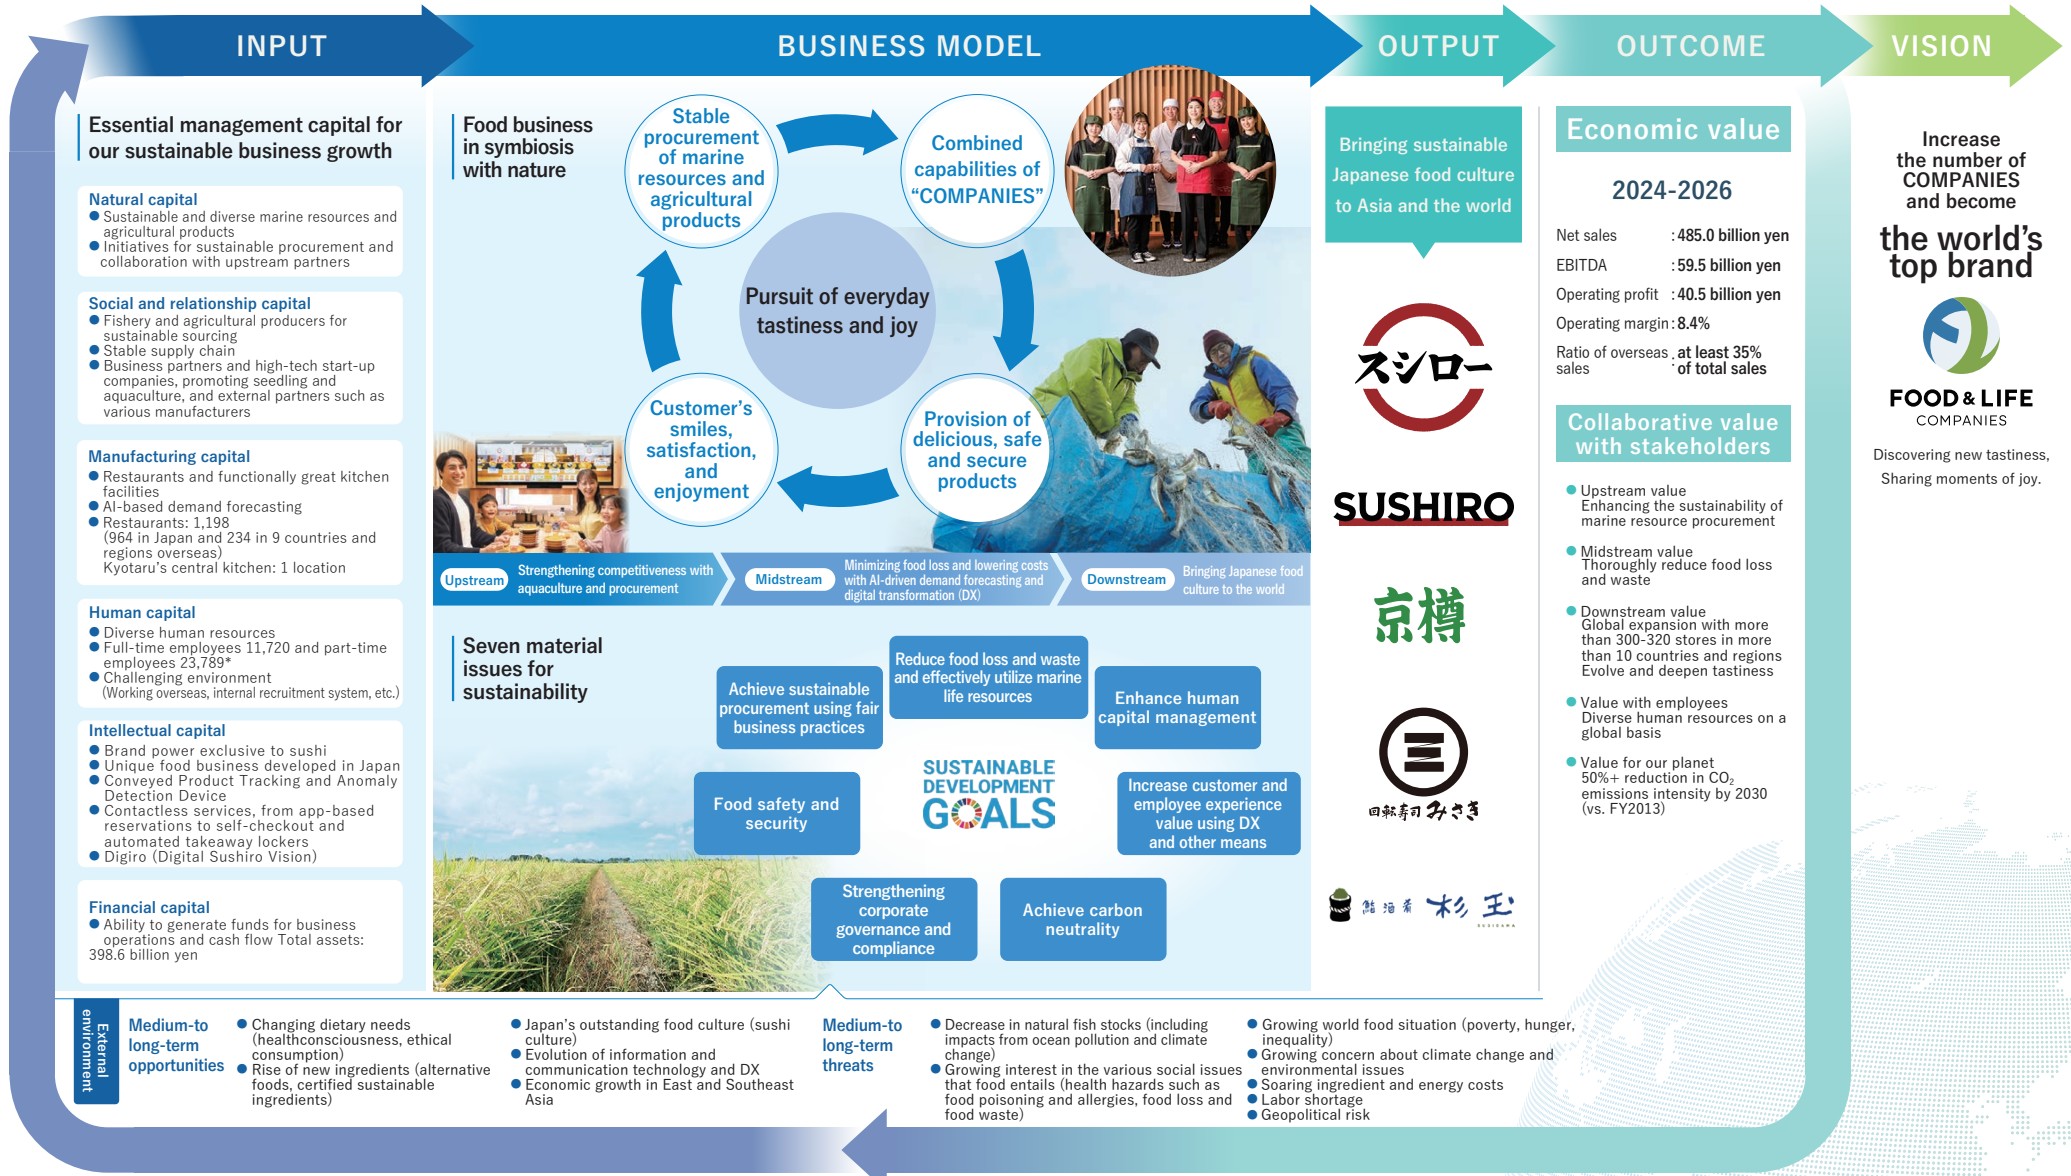 INPUT
BUSINESS MODEL
OUTPUT
OUTCOME
VISION
Essential management capital for
our sustainable business growth
Natural capital
● Sustainable and diverse marine resources and
agricultural products
● Initiatives for sustainable procurement and
collaboration with upstream partners
Social and relationship capital
● Fishery and agricultural producers for
sustainable sourcing
● Stable supply chain
● Business partners and high-tech start-up
companies, promoting seedling and
aquaculture, and external partners such as
various manufacturers
Manufacturing capital
● Restaurants and functionally great kitchen
facilities
● AI-based demand forecasting
● Restaurants: 1,198
(964 in Japan and 234 in 9 countries and
regions overseas)
Kyotaru's central kitchen: 1 location
Human capital
● Diverse human resources
● Full-time employees 11,720 and part-time
employees 23,789*
● Challenging environment
(Working overseas, internal recruitment system, etc.)
Intellectual capital
● Brand power exclusive to sushi
● Unique food business developed in Japan
● Conveyed Product Tracking and Anomaly
Detection Device
● Contactless services, from app-based
reservations to self-checkout and
automated takeaway lockers
● Digiro (Digital Sushiro Vision)
Financial capital
● Ability to generate funds for business
operations and cash flow Total assets:
398.6 billion yen
Food business
in symbiosis
with nature
Stable
procurement
of marine
resources and
agricultural
products
Combined
capabilities of
“COMPANIES”
Pursuit of everyday
tastiness and joy
Customer's
smiles,
satisfaction,
and
enjoyment
Provision of
delicious, safe
and secure
products
Upstream
Strengthening competitiveness with
aquaculture and procurement
Midstream
Minimizing food loss and lowering costs
with AI-driven demand forecasting and
digital transformation (DX)
Downstream
Bringing Japanese food
culture to the world
Seven material
issues for
sustainability
Achieve sustainable
procurement using fair
business practices
Reduce food loss and waste
and effectively utilize marine
life resources
Enhance human
capital management
Food safety and
security
SUSTAINABLE
DEVELOPMENT
GOALS
Increase customer and
employee experience
value using DX
and other means
Strengthening
corporate
governance and
compliance
Achieve carbon
neutrality
Bringing sustainable
Japanese food culture
to Asia and the world
スシロー
SUSHIRO
京樽
回転寿司 みさき
鮨 酒 肴 杉玉
Economic value
2024-2026
Net sales : 485.0 billion yen
EBITDA : 59.5 billion yen
Operating profit : 40.5 billion yen
Operating margin : 8.4%
Ratio of overseas : at least 35%
sales of total sales
Collaborative value
with stakeholders
● Upstream value
Enhancing the sustainability of
marine resource procurement
● Midstream value
Thoroughly reduce food loss
and waste
● Downstream value
Global expansion with more
than 300-320 stores in more
than 10 countries and regions
Evolve and deepen tastiness
● Value with employees
Diverse human resources on a
global basis
● Value for our planet
50%+ reduction in CO₂
emissions intensity by 2030
(vs. FY2013)
Increase
the number of
COMPANIES
and become
the world's
top brand
FOOD & LIFE
COMPANIES
Discovering new tastiness,
Sharing moments of joy.
External
environment
Medium-to
long-term
opportunities
● Changing dietary needs
(healthconsciousness, ethical
consumption)
● Rise of new ingredients (alternative
foods, certified sustainable
ingredients)
● Japan's outstanding food culture (sushi
culture)
● Evolution of information and
communication technology and DX
● Economic growth in East and Southeast
Asia
Medium-to
long-term
threats
● Decrease in natural fish stocks (including
impacts from ocean pollution and climate
change)
● Growing interest in the various social issues
that food entails (health hazards such as
food poisoning and allergies, food loss and
food waste)
● Growing world food situation (poverty, hunger,
inequality)
● Growing concern about climate change and
environmental issues
● Soaring ingredient and energy costs
● Labor shortage
● Geopolitical risk